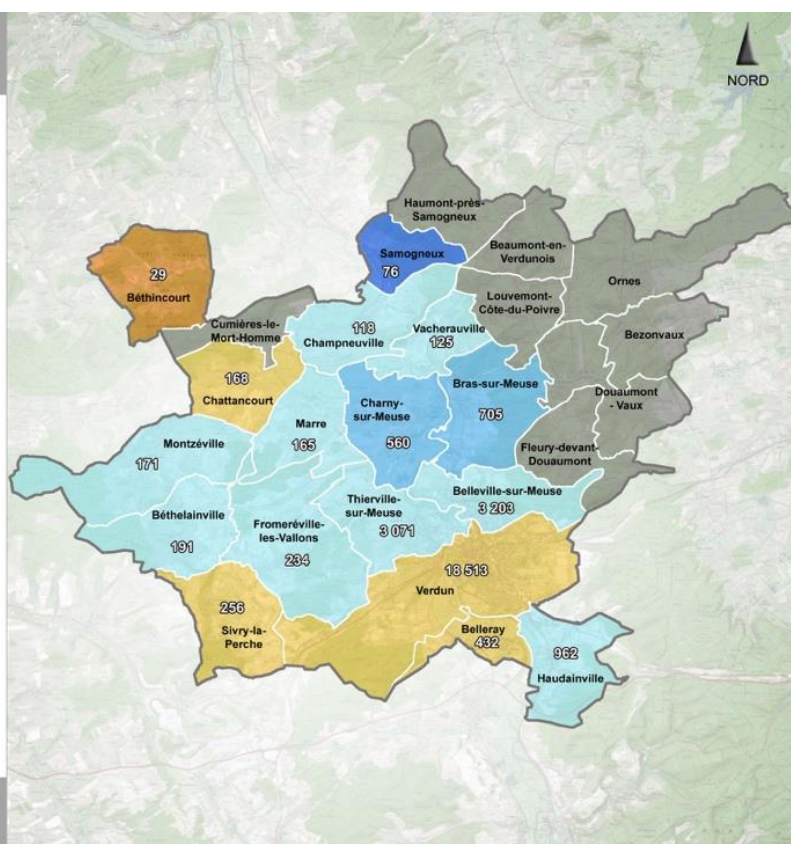 NORD
Haumont-près-
Samogneux
Beaumont-en-
Verdunois
Samogneux
76
Ornes
29
Béthincourt
Louvemont-
Côte-du-Poivre
Cumières-le-
Mort-Homme
118
Champneuville
Vacherauville
125
Bezonvaux
168
Chattancourt
Bras-sur-Meuse
705
Douaumont
- Vaux
Charny-
sur-Meuse
560
Marre
165
Montzéville
171
Fleury-devant-
Douaumont
Belleville-sur-Meuse
3 203
Thierville-
sur-Meuse
3 071
Béthelainville
191
Fromeréville-
les-Vallons
234
18 513
Verdun
256
Sivry-la-
Perche
Belleray
432
962
Haudainville